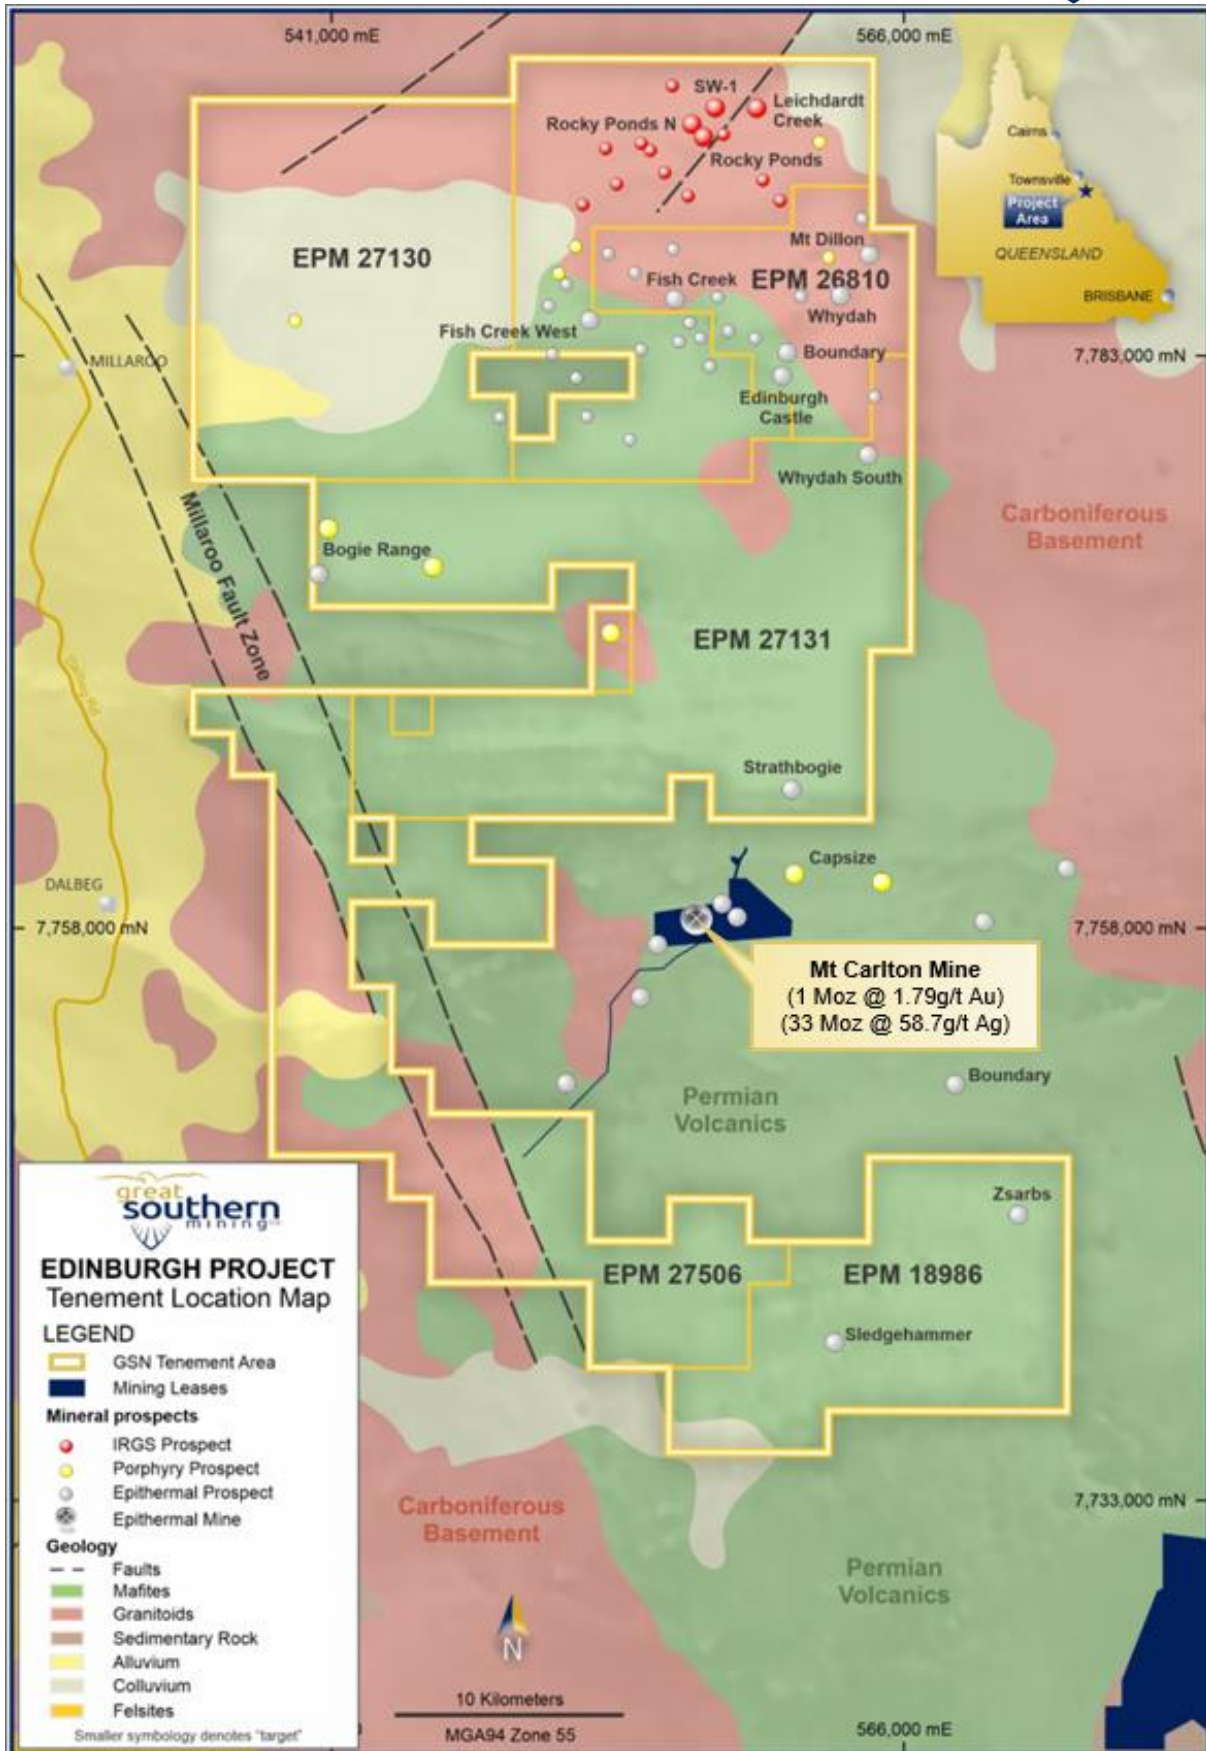 541,000 mE
566,000 mE
SW-1
Leichdardt
Creek
Rocky Ponds N
Rocky Ponds
Cairns
Townsville
Project
Area
QUEENSLAND
BRISBANE
EPM 27130
Mt Dillon
Fish Creek
EPM 26810
Whydah
Fish Creek West
MILLAROO
Boundary
7,783,000 mN
Edinburgh
Castle
Whydah South
Millaroo Fault Zone
Carboniferous
Basement
Bogie Range
EPM 27131
Strathbogie
Capsize
DALBEG
7,758,000 mN
7,758,000 mN
Mt Carlton Mine
(1 Moz @ 1.79g/t Au)
(33 Moz @ 58.7g/t Ag)
Boundary
Permian
Volcanics
Zsarbs
EPM 27506
EPM 18986
Sledgehammer
great
southern
mining
EDINBURGH PROJECT
Tenement Location Map
LEGEND
GSN Tenement Area
Mining Leases
Mineral prospects
IRGS Prospect
Porphyry Prospect
Epithermal Prospect
Epithermal Mine
Geology
Faults
Mafites
Granitoids
Sedimentary Rock
Alluvium
Colluvium
Felsites
Smaller symbology denotes "target"
7,733,000 mN
Carboniferous
Basement
Permian
Volcanics
N
10 Kilometers
MGA94 Zone 55
566,000 mE